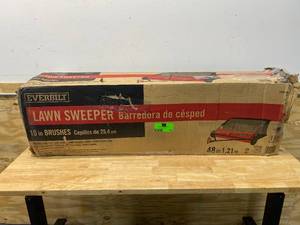 EVERBILT
LAWN SWEEPER Barredora de césped
10 in BRUSHES Cepillos de 25.4 cm
48 in 1.21 m